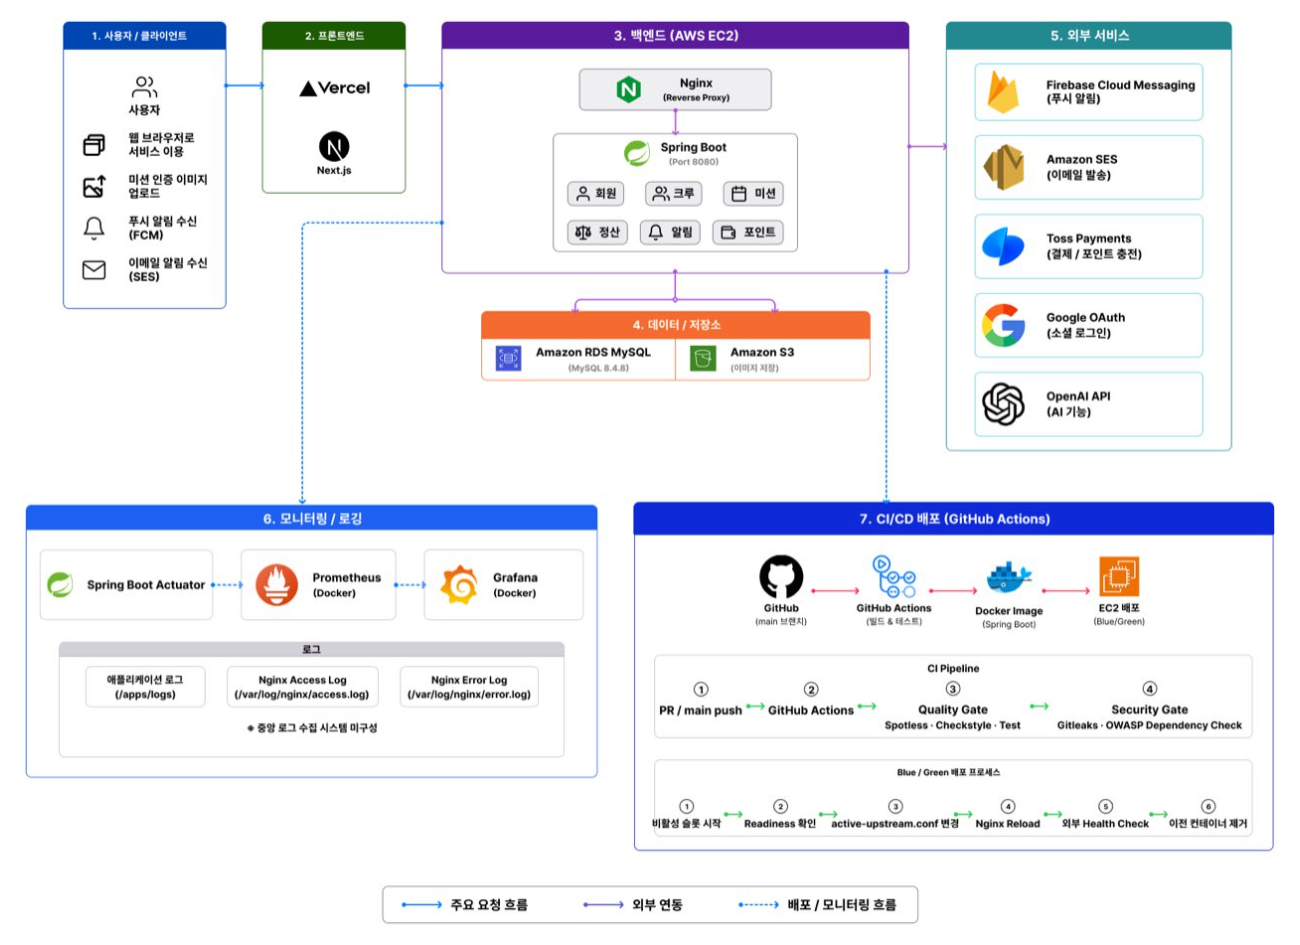 1. 사용자 / 클라이언트
사용자
웹 브라우저로
서비스 이용
미션 인증 이미지
업로드
푸시 알림 수신
(FCM)
이메일 알림 수신
(SES)
2. 프론트엔드
Vercel
Next.js
3. 백엔드 (AWS EC2)
Nginx
(Reverse Proxy)
Spring Boot
(Port 8080)
회원
크루
미션
정산
알림
포인트
4. 데이터 / 저장소
Amazon RDS MySQL
(MySQL 8.4.8)
Amazon S3
(이미지 저장)
5. 외부 서비스
Firebase Cloud Messaging
(푸시 알림)
Amazon SES
(이메일 발송)
Toss Payments
(결제 / 포인트 충전)
Google OAuth
(소셜 로그인)
OpenAI API
(AI 기능)
6. 모니터링 / 로깅
Spring Boot Actuator
Prometheus
(Docker)
Grafana
(Docker)
로그
애플리케이션 로그
(/apps/logs)
Nginx Access Log
(/var/log/nginx/access.log)
Nginx Error Log
(/var/log/nginx/error.log)
※ 중앙 로그 수집 시스템 미구성
7. CI/CD 배포 (GitHub Actions)
GitHub
(main 브랜치)
GitHub Actions
(빌드 & 테스트)
Docker Image
(Spring Boot)
EC2 배포
(Blue/Green)
CI Pipeline
1
PR / main push
2
GitHub Actions
3
Quality Gate
Spotless · Checkstyle · Test
4
Security Gate
Gitleaks · OWASP Dependency Check
Blue / Green 배포 프로세스
1
비활성 슬롯 시작
2
Readiness 확인
3
active-upstream.conf 변경
4
Nginx Reload
5
외부 Health Check
6
이전 컨테이너 제거
주요 요청 흐름
외부 연동
배포 / 모니터링 흐름